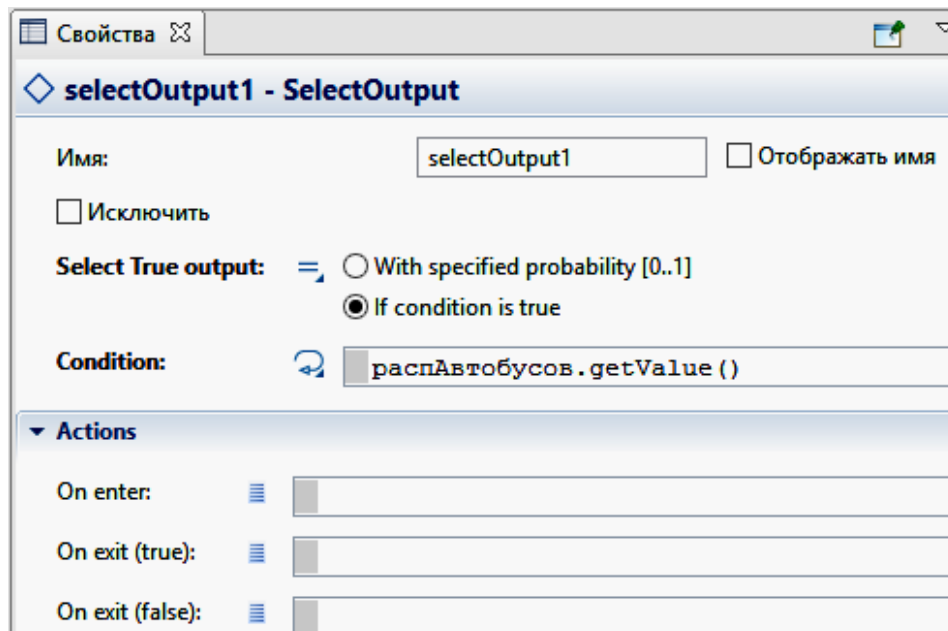 Свойства
selectOutput1 - SelectOutput
Имя: selectOutput1 Отображать имя
Исключить
Select True output: = With specified probability [0..1]
If condition is true
Condition: распАвтобусов.getValue()
Actions
On enter:
On exit (true):
On exit (false):